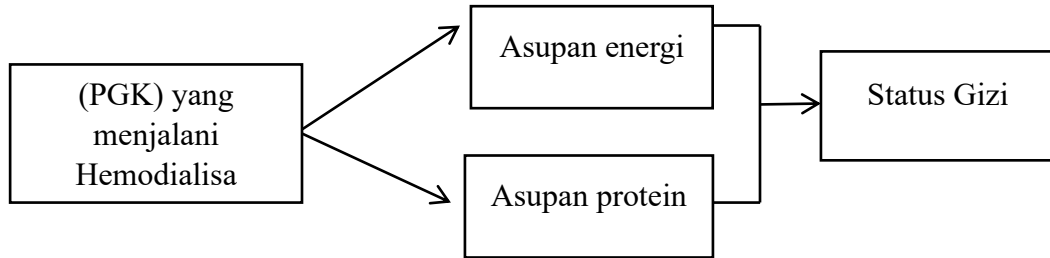 (PGK) yang
menjalani
Hemodialisa
Asupan energi
Asupan protein
Status Gizi